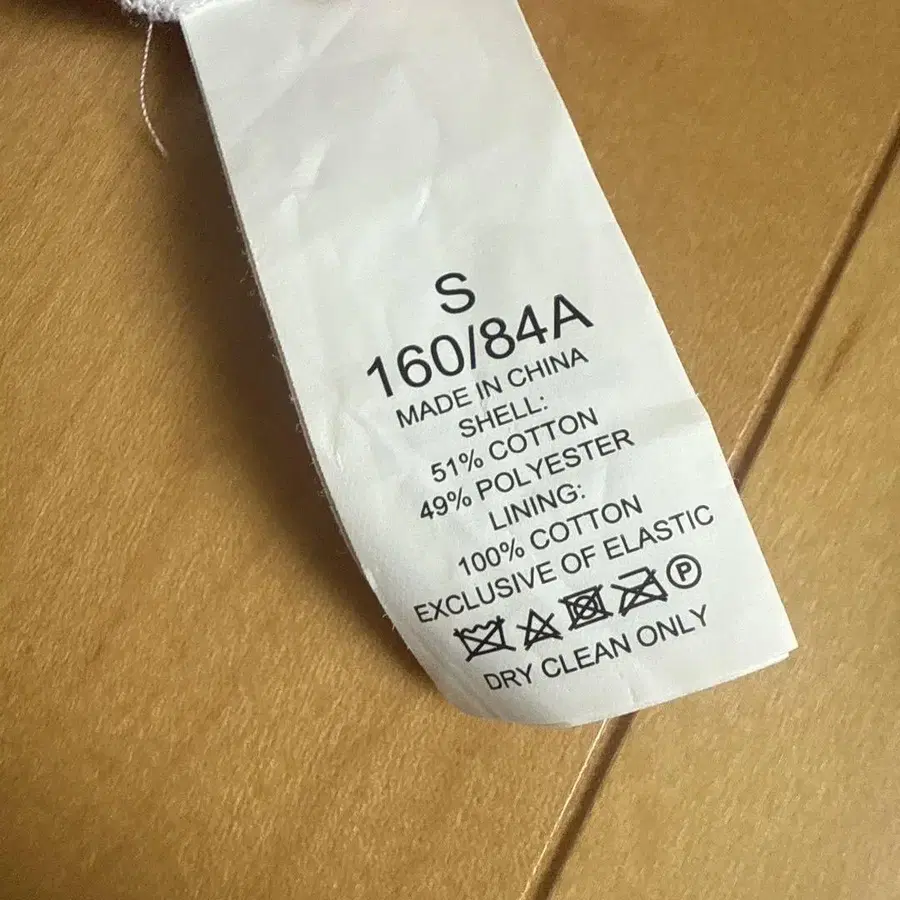 S
160/84A
MADE IN CHINA
SHELL:
51% COTTON
49% POLYESTER
LINING:
100% COTTON
EXCLUSIVE OF ELASTIC
P
DRY CLEAN ONLY